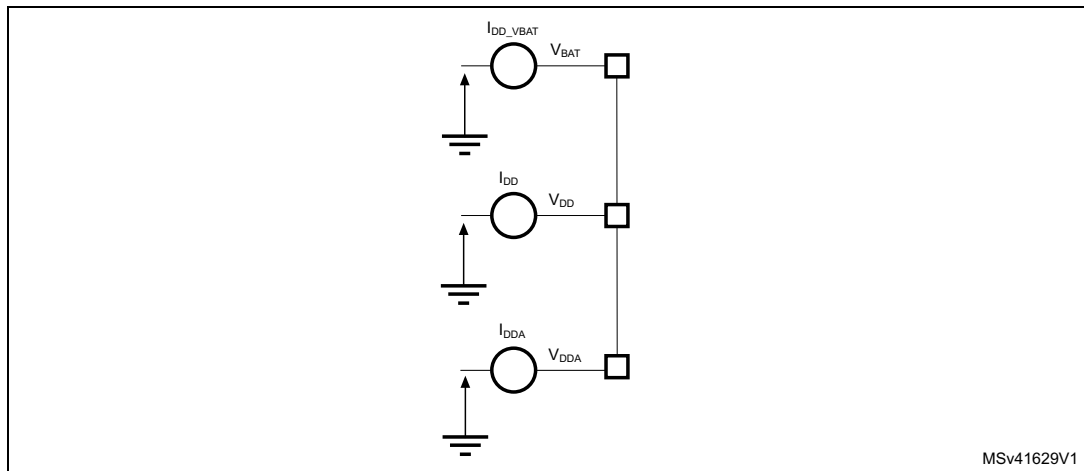 I_DD_VBAT
V_BAT
I_DD
V_DD
I_DDA
V_DDA
MSv41629V1